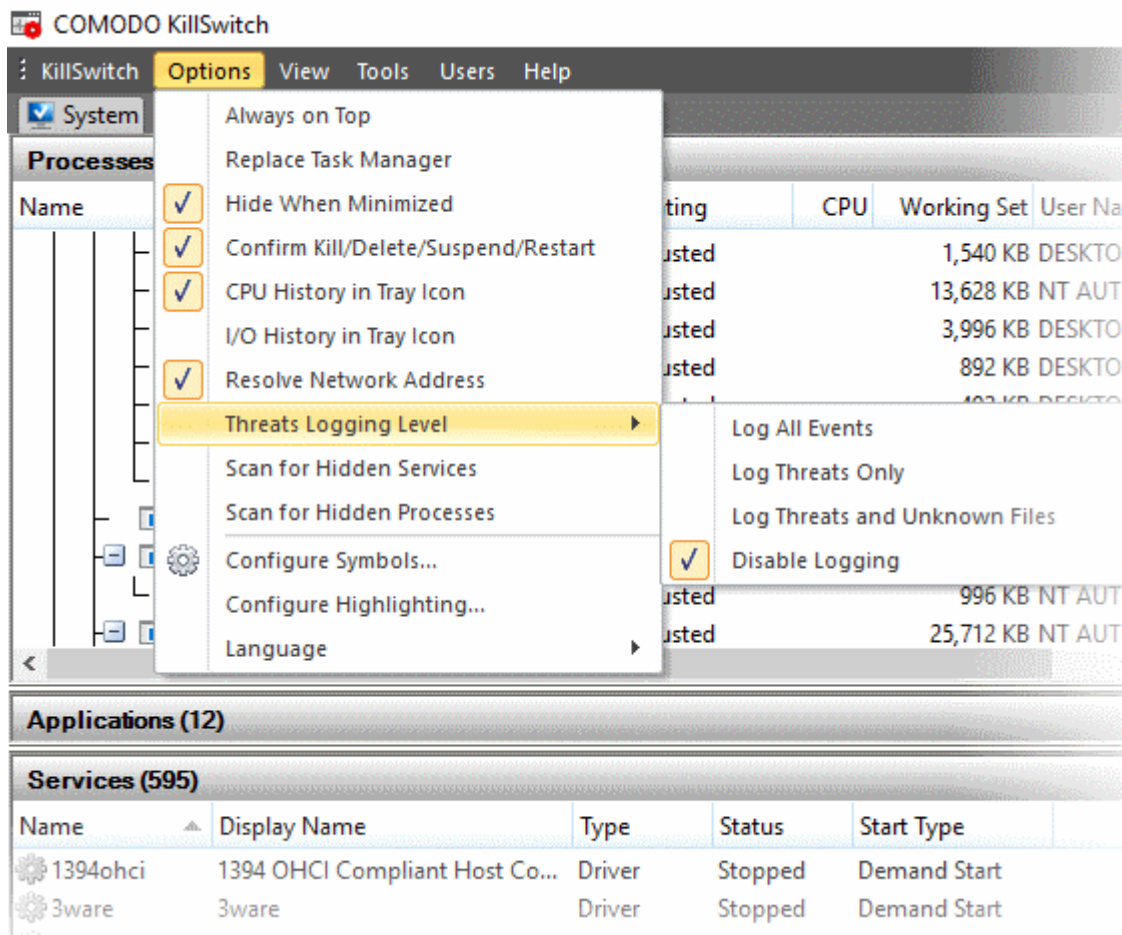 COMODO KillSwitch
KillSwitch Options View Tools Users Help
System
Processes
Name CPU Working Set
Always on Top
Replace Task Manager
Hide When Minimized
Confirm Kill/Delete/Suspend/Restart
CPU History in Tray Icon
I/O History in Tray Icon
Resolve Network Address
Threats Logging Level
Scan for Hidden Services
Scan for Hidden Processes
Configure Symbols...
Configure Highlighting...
Language
Log All Events
Log Threats Only
Log Threats and Unknown Files
Disable Logging
1,540 KB
13,628 KB NT
3,996 KB
892 KB
996 KB NT
25,712 KB NT
Applications (12)
Services (595)
Name Display Name Type Status Start Type
1394ohci 1394 OHCI Compliant Host Co... Driver Stopped Demand Start
3ware 3ware Driver Stopped Demand Start